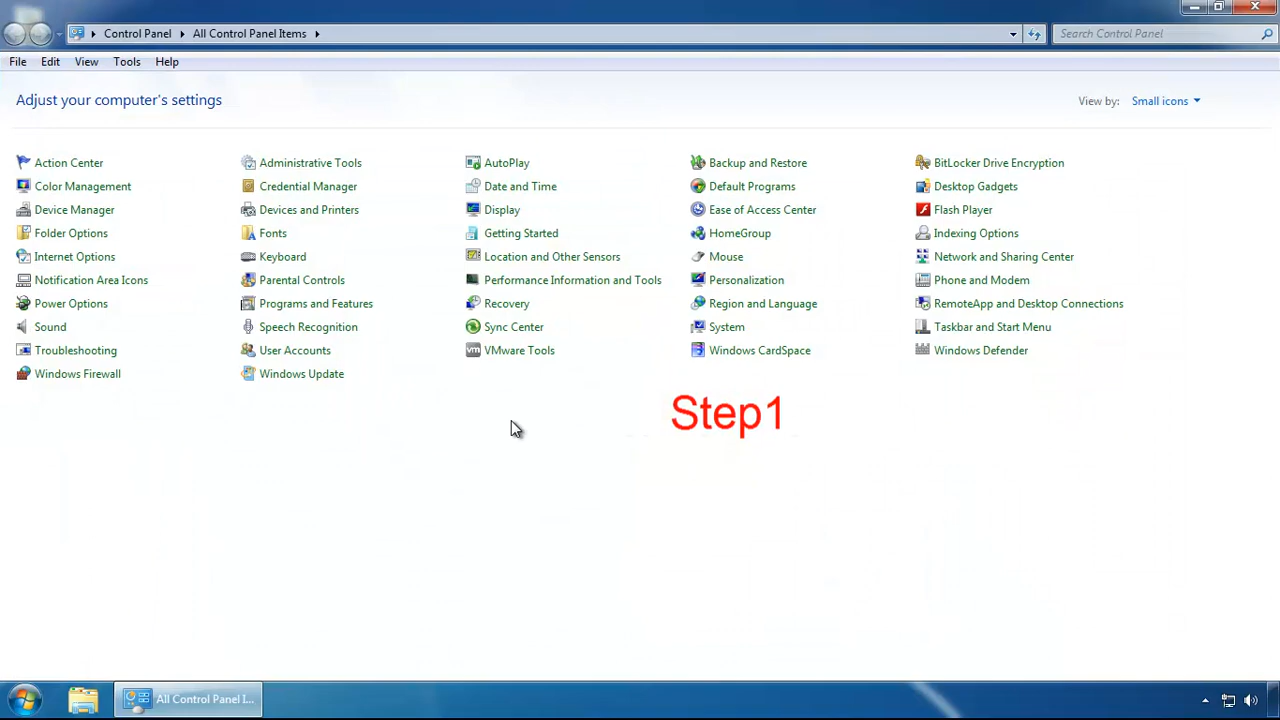 Control Panel All Control Panel Items
Search Control Panel
File Edit View Tools Help
Adjust your computer's settings
View by: Small icons
Action Center Administrative Tools AutoPlay Backup and Restore BitLocker Drive Encryption
Color Management Credential Manager Date and Time Default Programs Desktop Gadgets
Device Manager Devices and Printers Display Ease of Access Center Flash Player
Folder Options Fonts Getting Started HomeGroup Indexing Options
Internet Options Keyboard Location and Other Sensors Mouse Network and Sharing Center
Notification Area Icons Parental Controls Performance Information and Tools Personalization Phone and Modem
Power Options Programs and Features Recovery Region and Language RemoteApp and Desktop Connections
Sound Speech Recognition Sync Center System Taskbar and Start Menu
Troubleshooting User Accounts vm VMware Tools Windows CardSpace Windows Defender
Windows Firewall Windows Update
Step1
All Control Panel I...